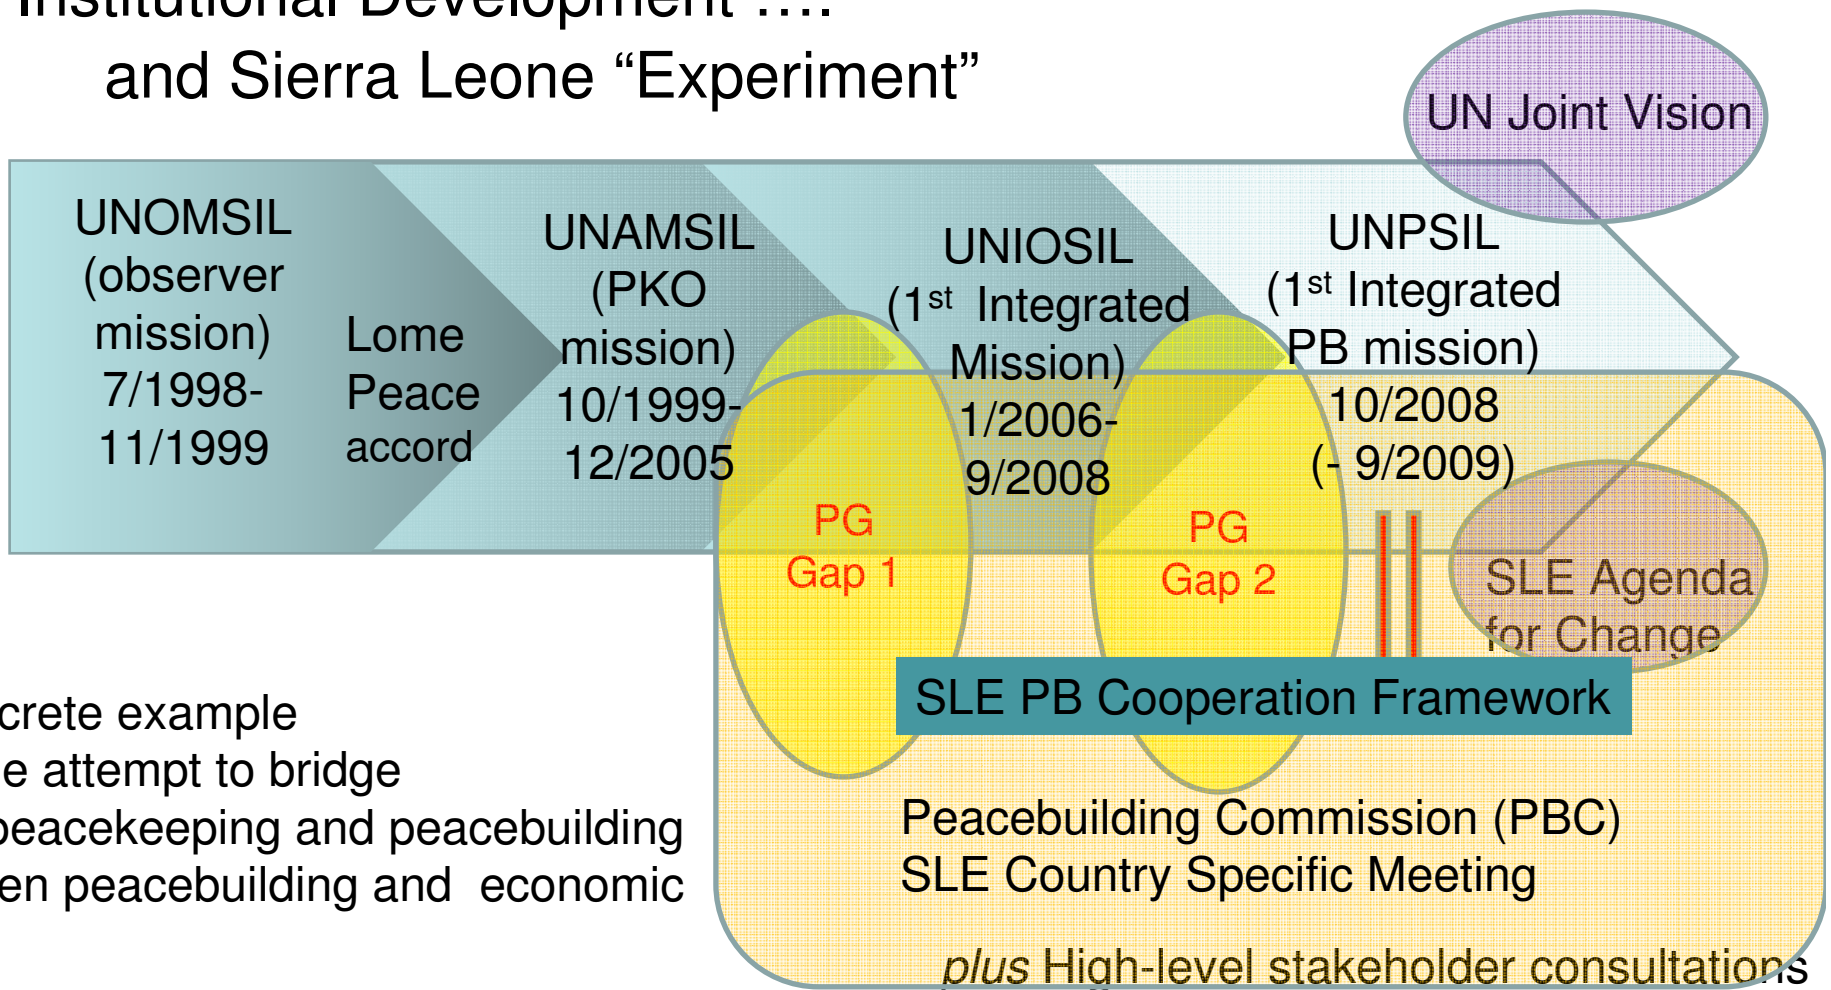 Institutional Development ….
and Sierra Leone “Experiment”
UN Joint Vision
UNOMSIL
(observer
mission)
7/1998-
11/1999
Lome
Peace
accord
UNAMSIL
(PKO
mission)
10/1999-
12/2005
UNIOSIL
(1st Integrated
Mission)
1/2006-
9/2008
UNPSIL
(1st Integrated
PB mission)
10/2008
(- 9/2009)
PG
Gap 1
PG
Gap 2
SLE Agenda
for Change
SLE PB Cooperation Framework
crete example
e attempt to bridge
peacekeeping and peacebuilding
en peacebuilding and economic
Peacebuilding Commission (PBC)
SLE Country Specific Meeting
plus High-level stakeholder consultations